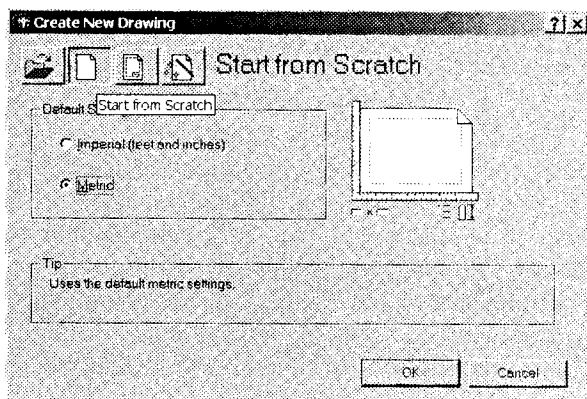 Create New Drawing
Start from Scratch
Default S
Start from Scratch
Imperial (feet and inches)
Metric
Tip
Uses the default metric settings.
OK
Cancel